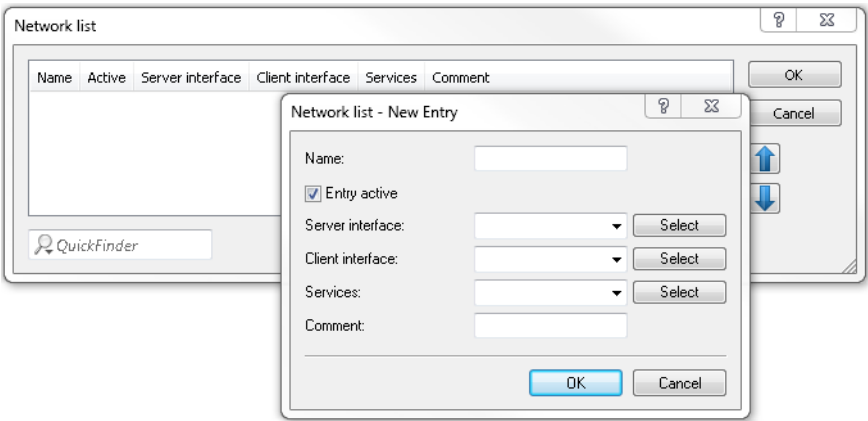 Network list
Name Active Server interface Client interface Services Comment
OK
Cancel
QuickFinder
Network list - New Entry
Name:
Entry active
Server interface: Select
Client interface: Select
Services: Select
Comment:
OK Cancel